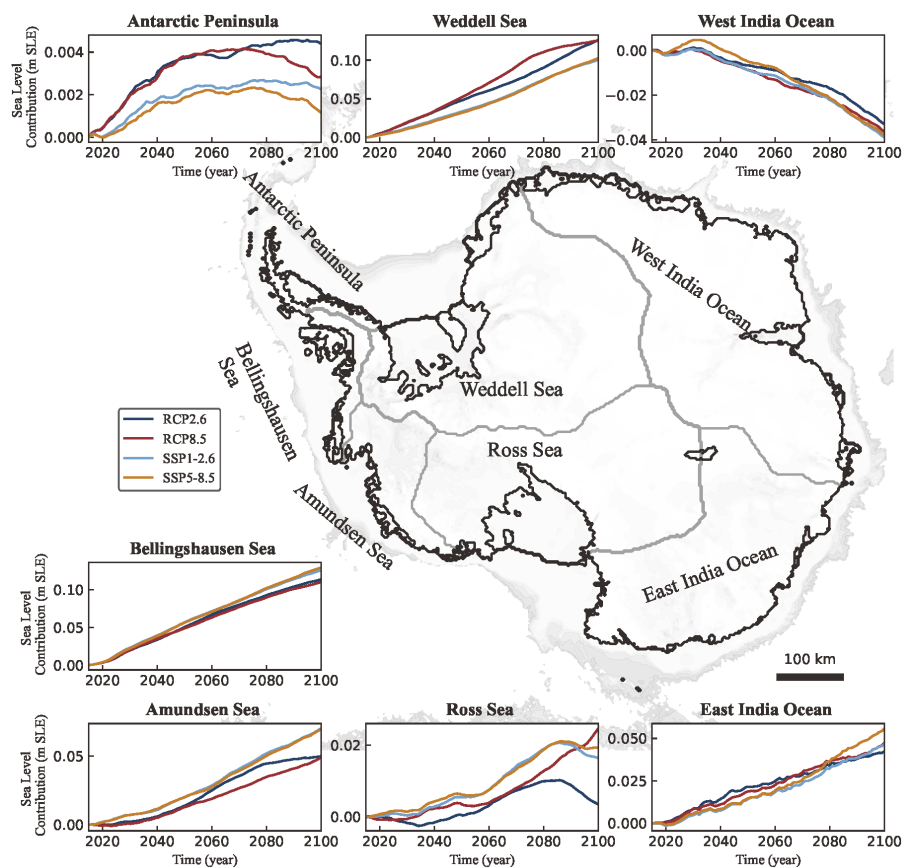 Antarctic Peninsula
Weddell Sea
West India Ocean
Sea Level
Contribution (m SLE)
0.004
0.002
0.000
0.10
0.05
0.00
0.00
−0.02
−0.04
2020 2040 2060 2080 2100
2020 2040 2060 2080 2100
2020 2040 2060 2080 2100
Time (year)
Time (year)
Time (year)
Antarctic Peninsula
West India Ocean
Bellingshausen
Sea
Weddell Sea
RCP2.6
RCP8.5
SSP1-2.6
SSP5-8.5
Ross Sea
Amundsen Sea
East India Ocean
100 km
Bellingshausen Sea
Sea Level
Contribution (m SLE)
0.10
0.05
0.00
2020 2040 2060 2080 2100
Amundsen Sea
Ross Sea
East India Ocean
Sea Level
Contribution (m SLE)
0.05
0.00
0.02
0.00
0.050
0.025
0.000
2020 2040 2060 2080 2100
2020 2040 2060 2080 2100
2020 2040 2060 2080 2100
Time (year)
Time (year)
Time (year)